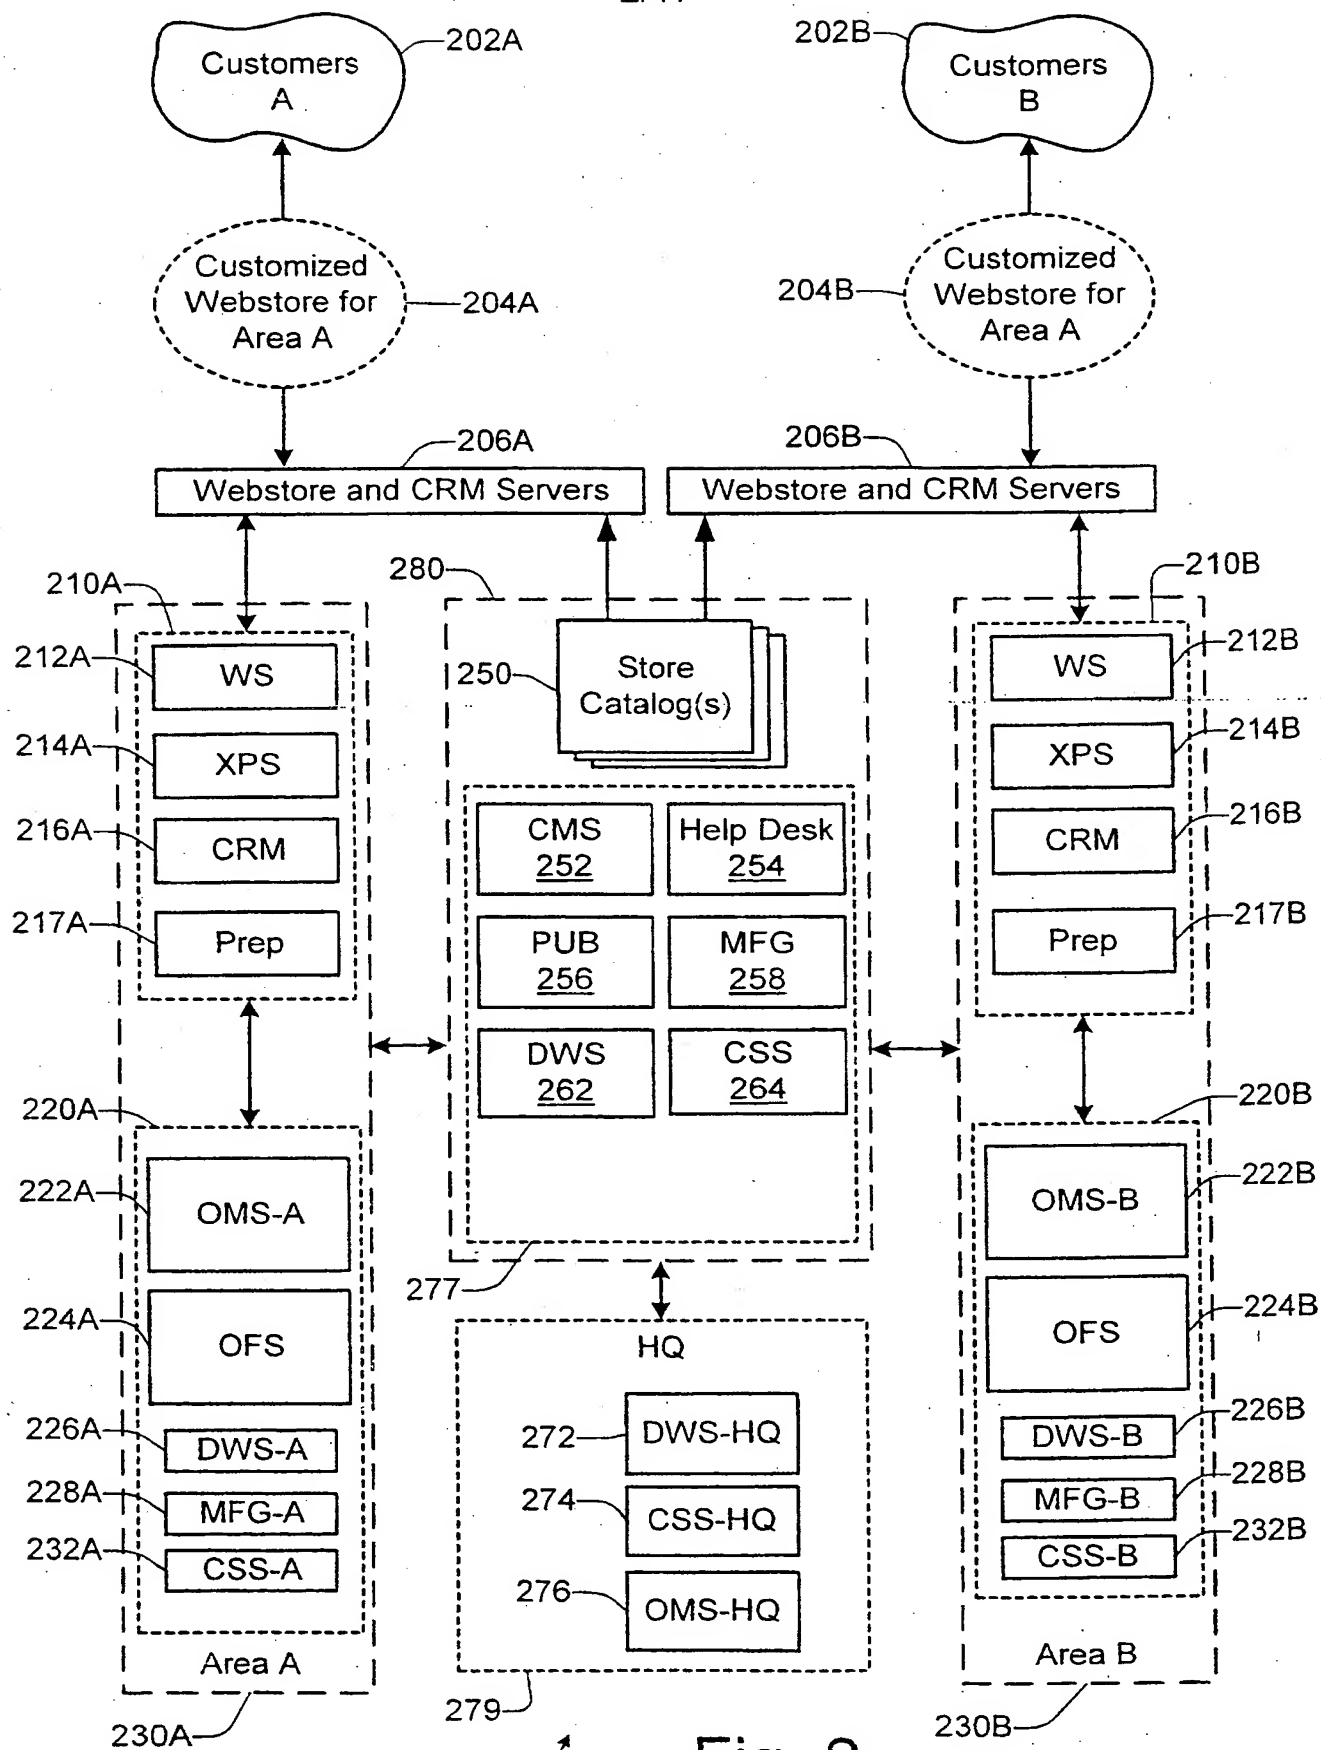 Customers
A
202A
202B
Customers
B
Customized
Webstore for
Area A
204A
204B
Customized
Webstore for
Area A
206A
206B
Webstore and CRM Servers
Webstore and CRM Servers
210A
280
210B
212A
WS
250
Store
Catalog(s)
WS
212B
214A
XPS
XPS
214B
216A
CRM
CMS
252
Help Desk
254
CRM
216B
217A
Prep
PUB
256
MFG
258
Prep
217B
DWS
262
CSS
264
220A
220B
222A
OMS-A
OMS-B
222B
277
224A
OFS
HQ
OFS
224B
226A
DWS-A
272
DWS-HQ
DWS-B
226B
228A
MFG-A
274
CSS-HQ
MFG-B
228B
232A
CSS-A
276
OMS-HQ
CSS-B
232B
Area A
Area B
230A
279
230B